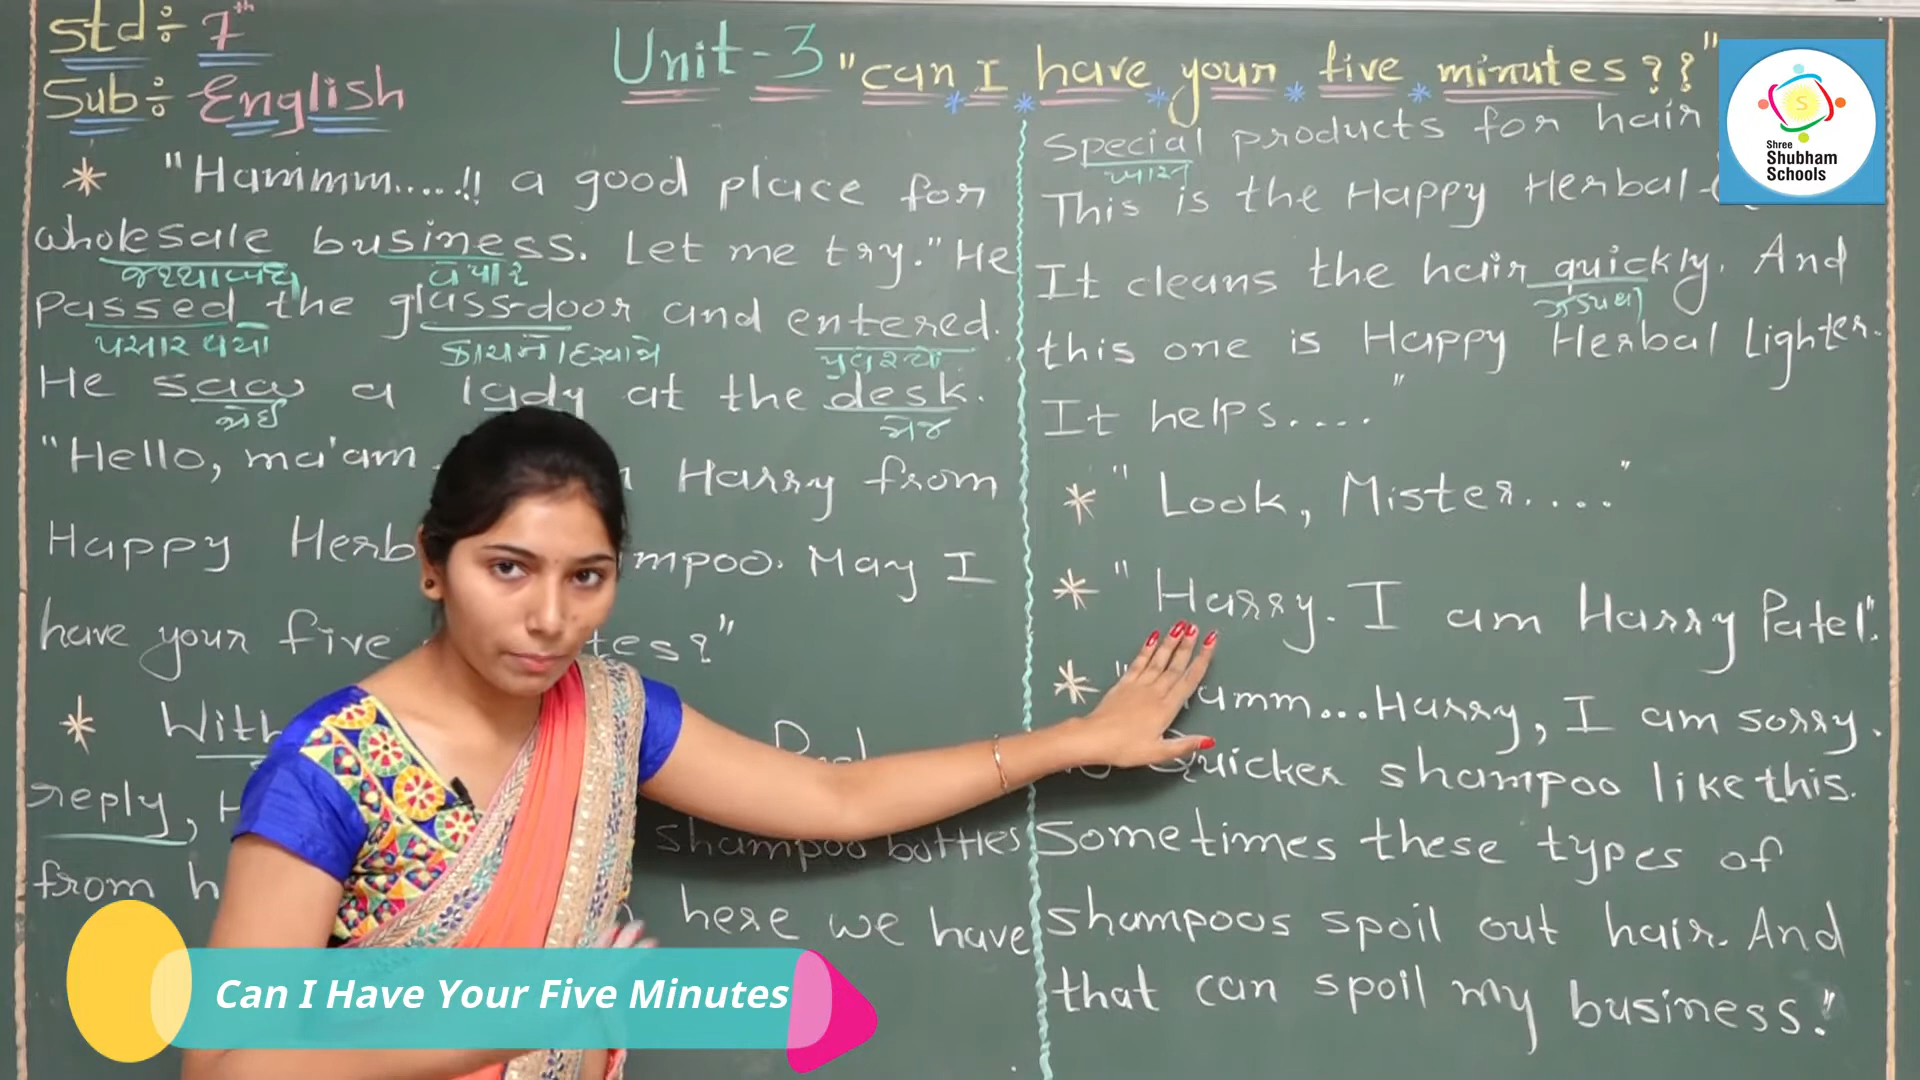 Std ÷ 7th
Sub ÷ English
Unit-3 "can I have your five minutes??"
* "Hammm.....!! a good place for
wholesale business. Let me try." He
જથ્થાબંધ વેપાર
passed the glass-door and entered.
પસાર થયો
He saw a lady at the desk.
જોઈ મેજ
"Hello, ma'am. Harry from
Happy Herb mpoo. May I
have your five tes?"
* With
reply,
shampoo bottles
from h
here we have
special products for hair
ખાસ
This is the Happy Herbal-
It cleans the hair quickly. And
ઝડપથી
this one is Happy Herbal Lighter.
It helps...."
* "Look, Mister...."
* "Harry. I am Harry Patel".
* "umm...Harry, I am sorry.
Quicker shampoo like this.
Sometimes these types of
shampoos spoil out hair. And
that can spoil my business."
S
Shree
Shubham
Schools
Can I Have Your Five Minutes